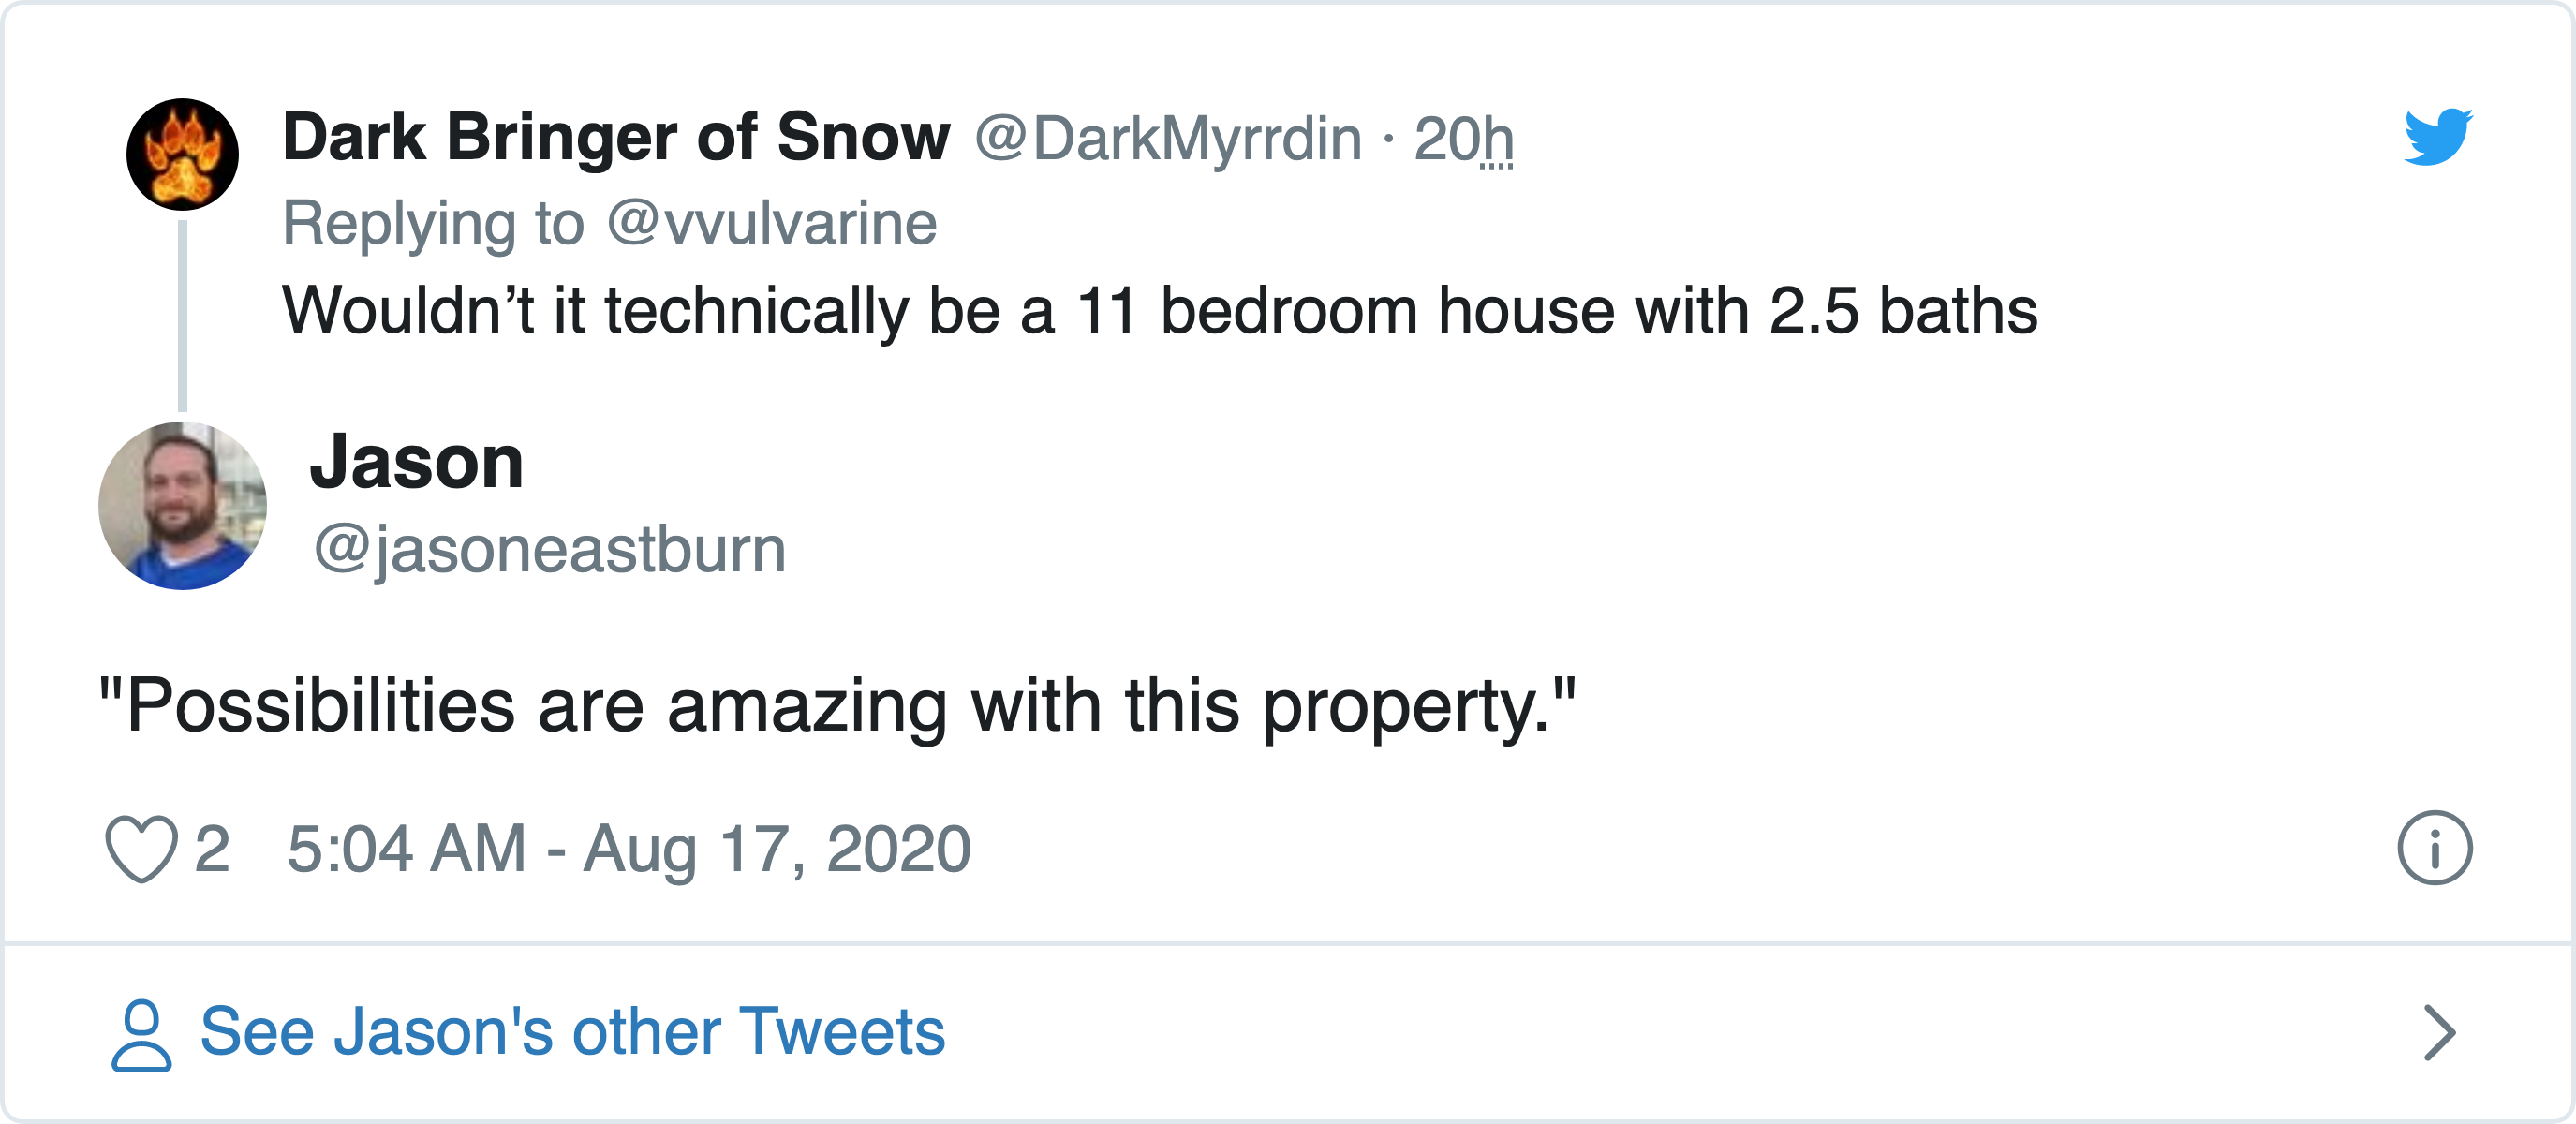 Dark Bringer of Snow @DarkMyrrdin · 20h
Replying to @vvulvarine
Wouldn’t it technically be a 11 bedroom house with 2.5 baths
Jason
@jasoneastburn
"Possibilities are amazing with this property."
2 5:04 AM - Aug 17, 2020
See Jason's other Tweets